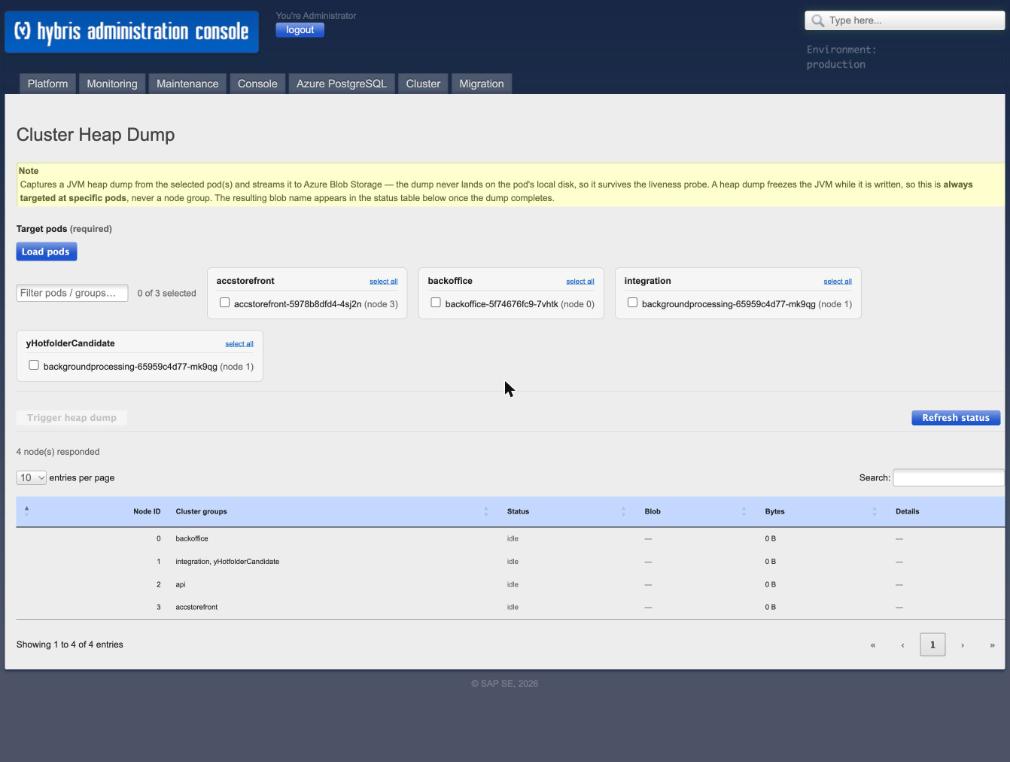 (y) hybris administration console
You're Administrator
logout
Type here...
Environment:
production
Platform Monitoring Maintenance Console Azure PostgreSQL Cluster Migration
Cluster Heap Dump
Note
Captures a JVM heap dump from the selected pod(s) and streams it to Azure Blob Storage — the dump never lands on the pod's local disk, so it survives the liveness probe. A heap dump freezes the JVM while it is written, so this is always
targeted at specific pods, never a node group. The resulting blob name appears in the status table below once the dump completes.
Target pods (required)
Load pods
Filter pods / groups... 0 of 3 selected
accstorefront select all
accstorefront-5978b8dfd4-4sj2n (node 3)
backoffice select all
backoffice-5f74676fc9-7vhtk (node 0)
integration select all
backgroundprocessing-65959c4d77-mk9qg (node 1)
yHotfolderCandidate select all
backgroundprocessing-65959c4d77-mk9qg (node 1)
Trigger heap dump Refresh status
4 node(s) responded
10 entries per page Search:
Node ID Cluster groups Status Blob Bytes Details
0 backoffice idle — 0 B —
1 integration, yHotfolderCandidate idle — 0 B —
2 api idle — 0 B —
3 accstorefront idle — 0 B —
Showing 1 to 4 of 4 entries « ‹ 1 › »
© SAP SE, 2026